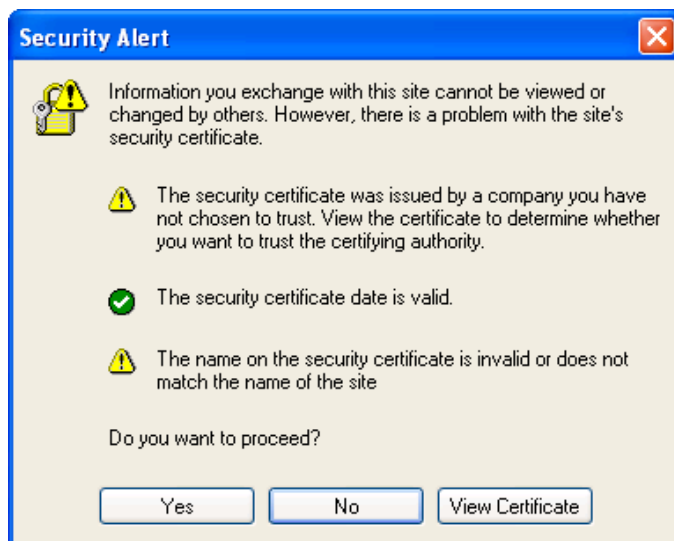 Security Alert
Information you exchange with this site cannot be viewed or
changed by others. However, there is a problem with the site's
security certificate.
The security certificate was issued by a company you have
not chosen to trust. View the certificate to determine whether
you want to trust the certifying authority.
The security certificate date is valid.
The name on the security certificate is invalid or does not
match the name of the site
Do you want to proceed?
Yes No View Certificate